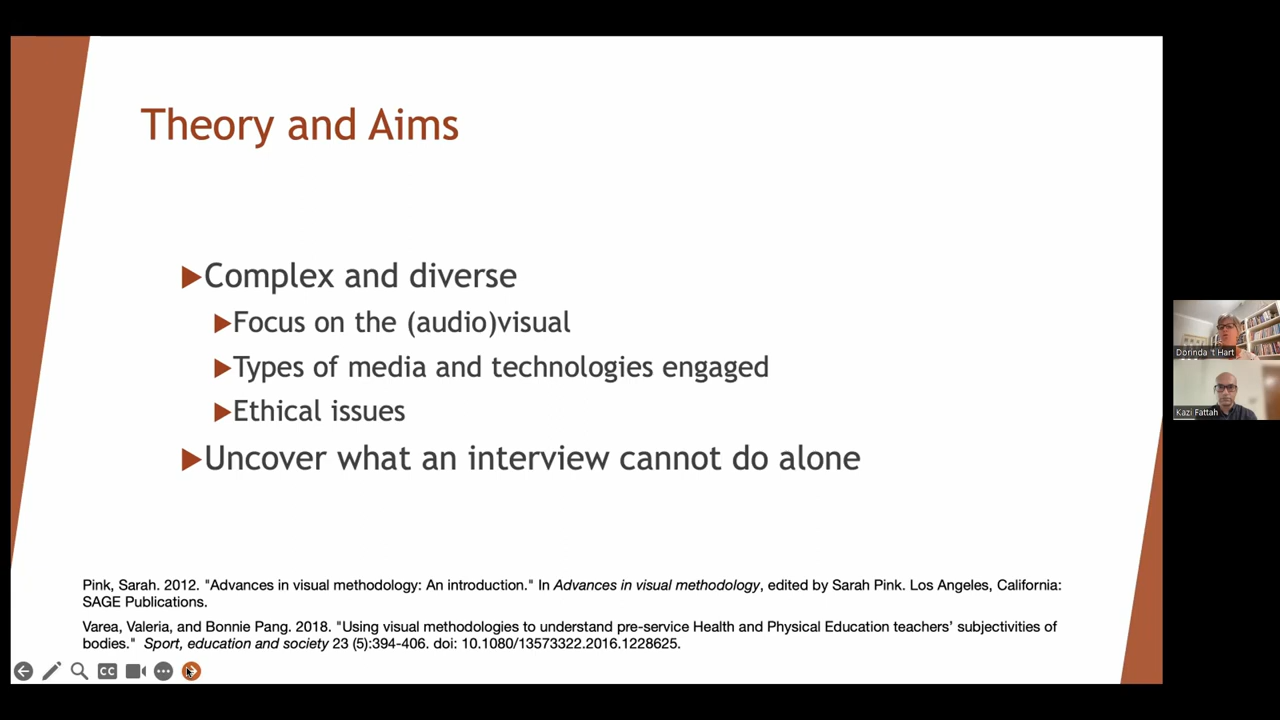 Theory and Aims
Complex and diverse
Focus on the (audio)visual
Types of media and technologies engaged
Ethical issues
Uncover what an interview cannot do alone
Pink, Sarah. 2012. "Advances in visual methodology: An introduction." In Advances in visual methodology, edited by Sarah Pink. Los Angeles, California:
SAGE Publications.
Varea, Valeria, and Bonnie Pang. 2018. "Using visual methodologies to understand pre-service Health and Physical Education teachers’ subjectivities of
bodies."  Sport, education and society 23 (5):394-406. doi: 10.1080/13573322.2016.1228625.
CC
Dorinda 't Hart
Kazi Fattah